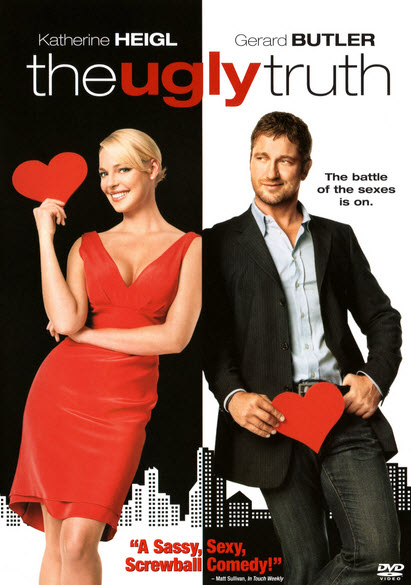 Katherine HEIGL Gerard BUTLER
the ugly truth
The battle
of the sexes
is on.
“A Sassy, Sexy,
Screwball Comedy!”
– Matt Sullivan, In Touch Weekly
DVD
VIDEO